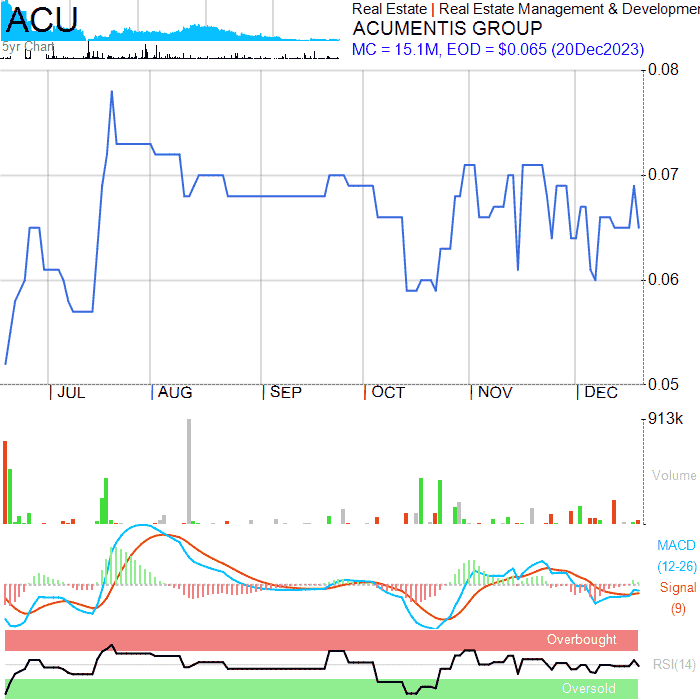 ACU
5yr Chart
Real Estate | Real Estate Management & Developmen
ACUMENTIS GROUP
MC = 15.1M, EOD = $0.065 (20Dec2023)
0.08
0.07
0.06
0.05
JUL
AUG
SEP
OCT
NOV
DEC
913k
Volume
MACD
(12-26)
Signal
(9)
Overbought
RSI(14)
Oversold